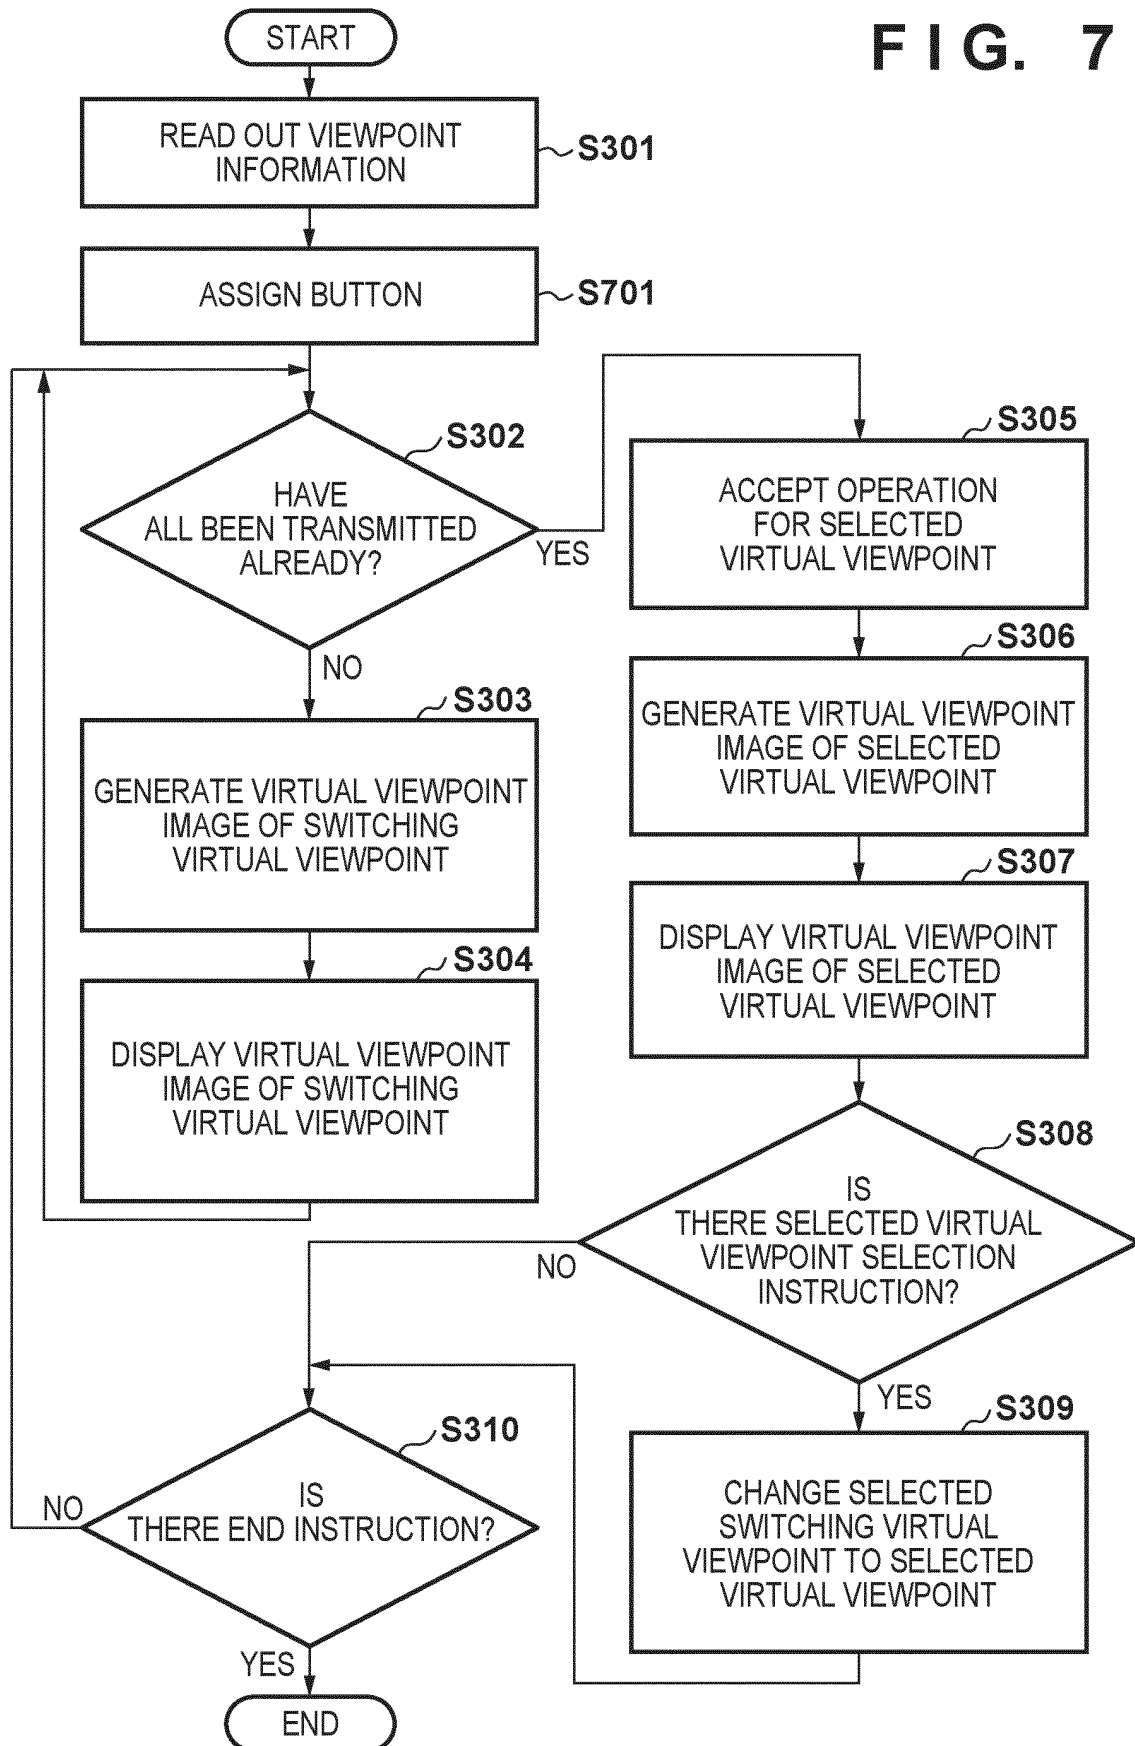 FIG. 7
START
READ OUT VIEWPOINT
INFORMATION
S301
ASSIGN BUTTON
S701
S302
HAVE
ALL BEEN TRANSMITTED
ALREADY?
YES
NO
S303
GENERATE VIRTUAL VIEWPOINT
IMAGE OF SWITCHING
VIRTUAL VIEWPOINT
S304
DISPLAY VIRTUAL VIEWPOINT
IMAGE OF SWITCHING
VIRTUAL VIEWPOINT
S305
ACCEPT OPERATION
FOR SELECTED
VIRTUAL VIEWPOINT
S306
GENERATE VIRTUAL VIEWPOINT
IMAGE OF SELECTED
VIRTUAL VIEWPOINT
S307
DISPLAY VIRTUAL VIEWPOINT
IMAGE OF SELECTED
VIRTUAL VIEWPOINT
S308
IS
THERE SELECTED VIRTUAL
VIEWPOINT SELECTION
INSTRUCTION?
NO
YES
S309
CHANGE SELECTED
SWITCHING VIRTUAL
VIEWPOINT TO SELECTED
VIRTUAL VIEWPOINT
S310
IS
THERE END INSTRUCTION?
NO
YES
END